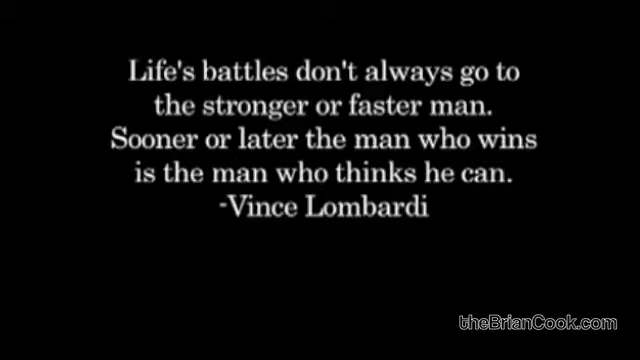 Life's battles don't always go to
the stronger or faster man.
Sooner or later the man who wins
is the man who thinks he can.
-Vince Lombardi
theBrianCook.com